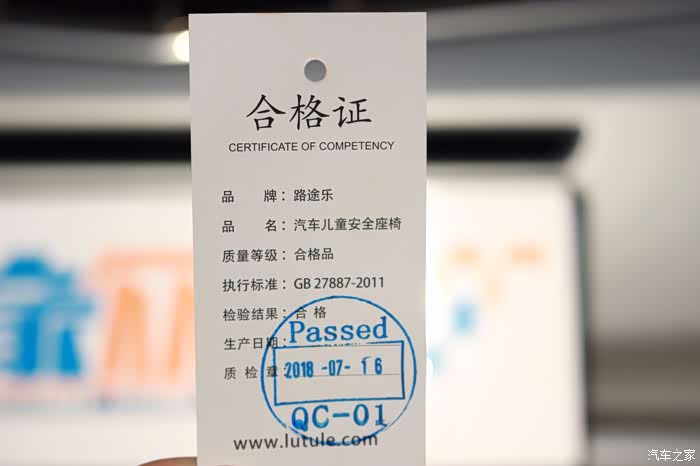 合格证
CERTIFICATE OF COMPETENCY
品 牌：路途乐
品 名：汽车儿童安全座椅
质量等级：合格品
执行标准：GB 27887-2011
检验结果：合 格
Passed
生产日期：
质 检 章：
2018-07-16
QC-01
www.lutule.com
汽车之家